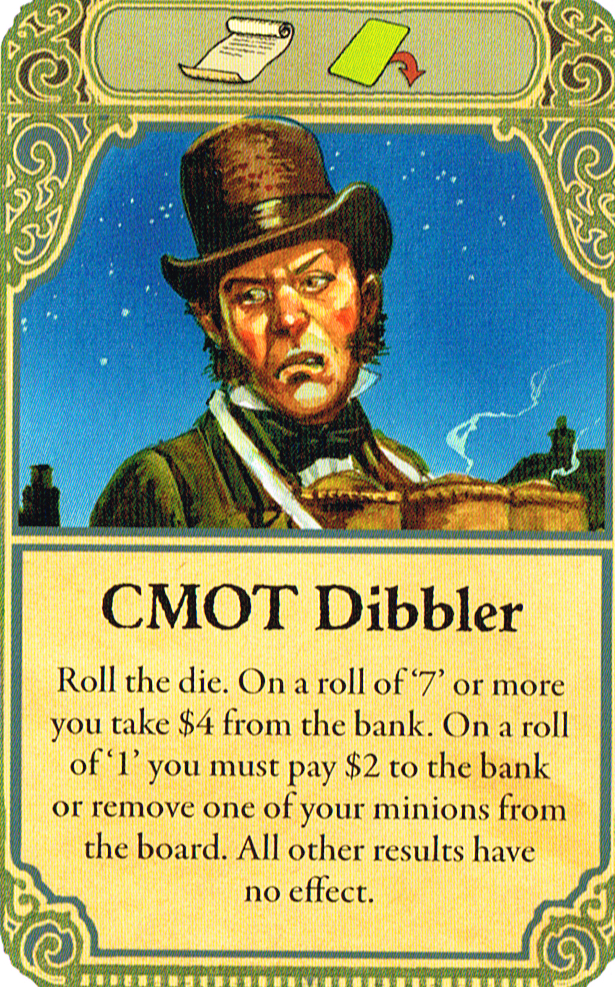 CMOT Dibbler
Roll the die. On a roll of ‘7’ or more
you take $4 from the bank. On a roll
of ‘1’ you must pay $2 to the bank
or remove one of your minions from
the board. All other results have
no effect.